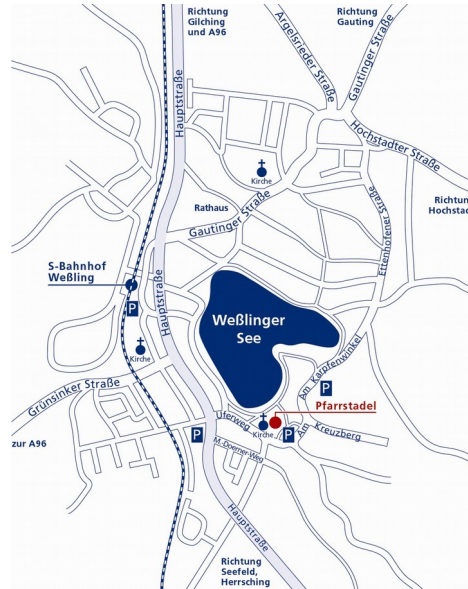 Richtung
Gilching
und A96
Richtung
Gauting
Argelsrieder Straße
Gautinger Straße
Hauptstraße
Hochstadter Straße
Kirche
Richtun
Hochstad
Rathaus
Gautinger Straße
Ettenhofener Straße
S-Bahnhof
Weßling
P
Hauptstraße
Weßlinger
See
Kirche
Am Karpfenwinkel
Grünsinker Straße
P
Pfarrstadel
Uferweg
Kirche
P
P
Am Kreuzberg
zur A96
M.-Doerner-Weg
Hauptstraße
Richtung
Seefeld,
Herrsching